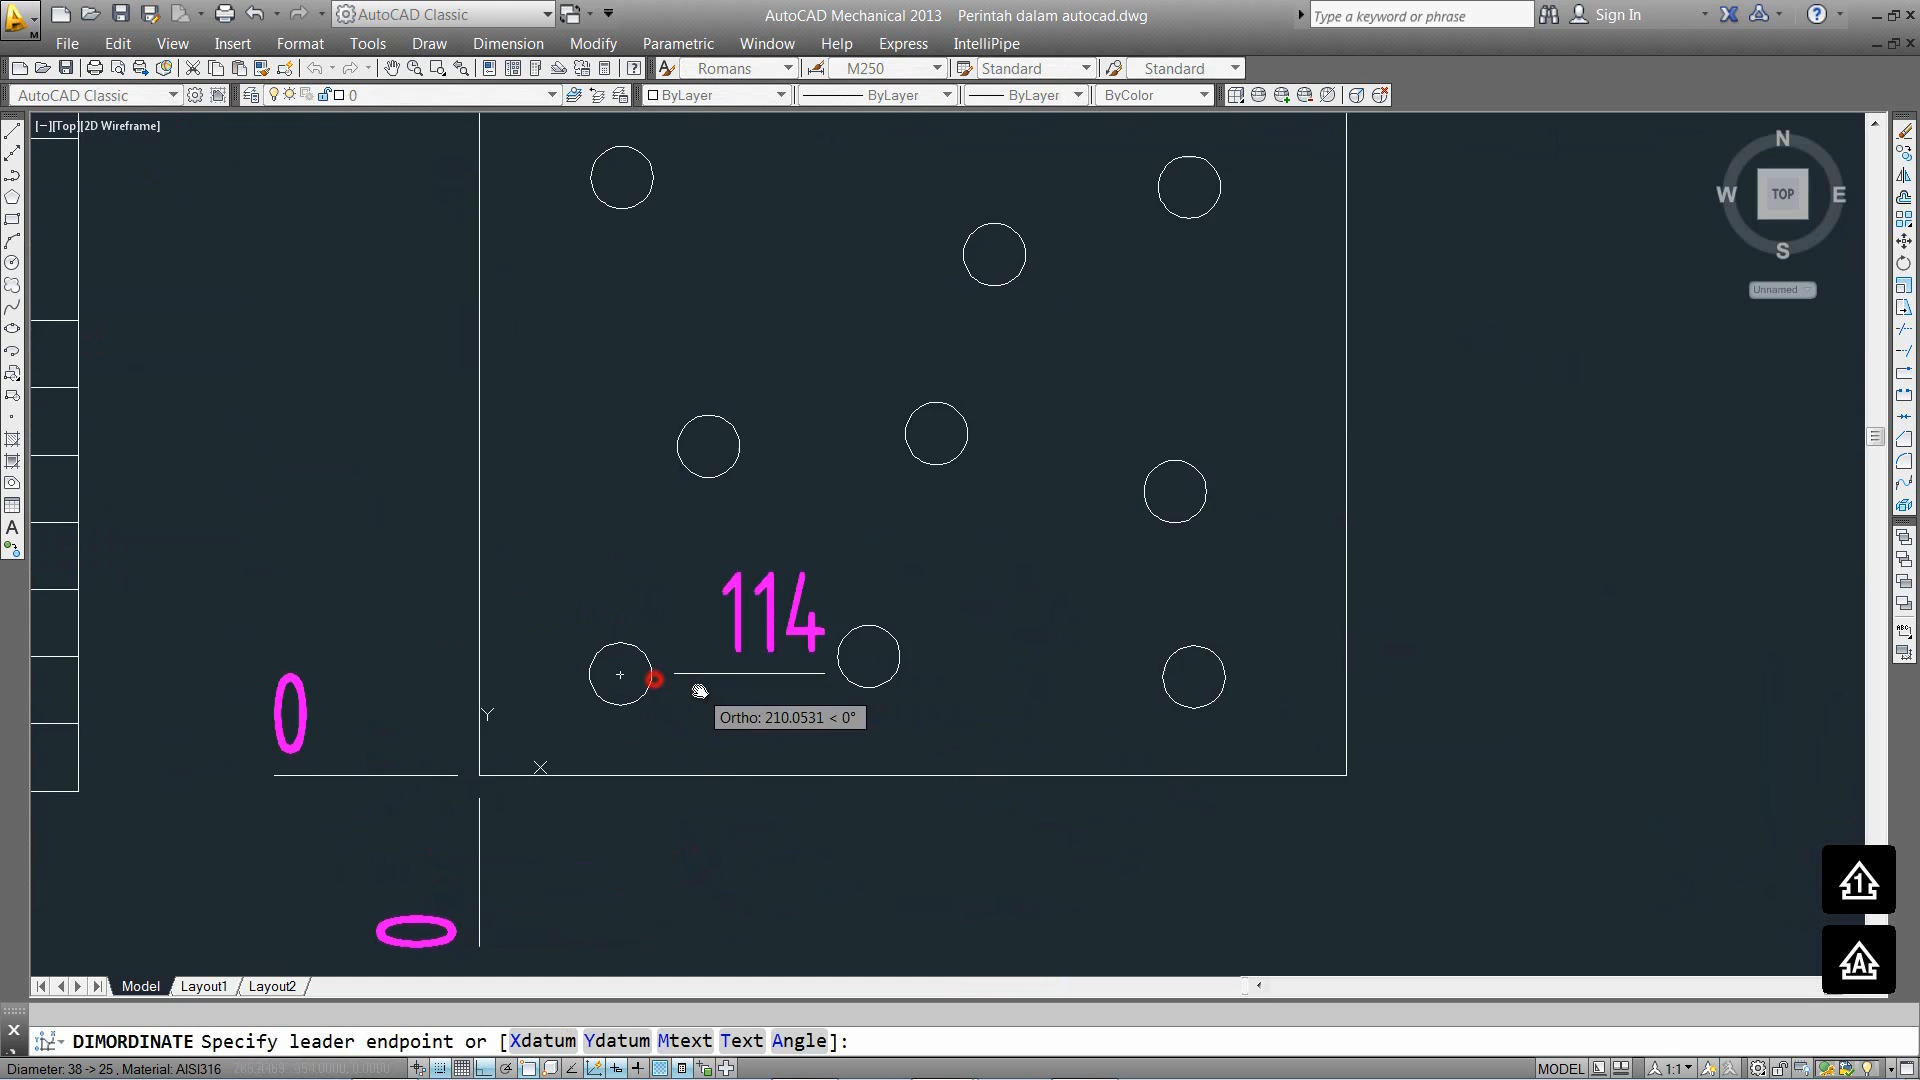 AutoCAD Classic
AutoCAD Mechanical 2013 Perintah dalam autocad.dwg
Type a keyword or phrase
Sign In
M
File Edit View Insert Format Tools Draw Dimension Modify Parametric Window Help Express IntelliPipe
Romans M250 Standard Standard
AutoCAD Classic 0 ByLayer ByLayer ByLayer ByColor
[−][Top][2D Wireframe]
N
W TOP E
S
Unnamed
114
Ortho: 210.0531 < 0°
0
Y
X
0
1
A
Model Layout1 Layout2
DIMORDINATE Specify leader endpoint or [Xdatum Ydatum Mtext Text Angle]:
Diameter: 38 -> 25, Material: AISI316
MODEL 1:1